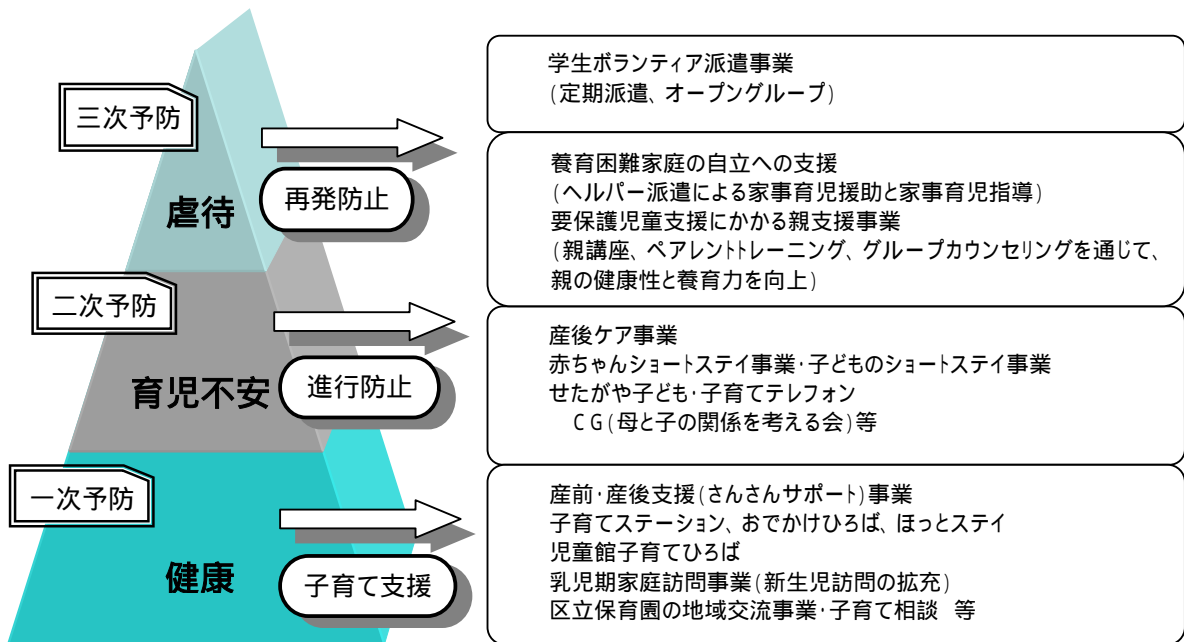 三次予防
虐待
再発防止
学生ボランティア派遣事業
(定期派遣、オープングループ)
養育困難家庭の自立への支援
(ヘルパー派遣による家事育児援助と家事育児指導)
要保護児童支援にかかる親支援事業
(親講座、ペアレントトレーニング、グループカウンセリングを通じて、
親の健康性と養育力を向上)
二次予防
育児不安
進行防止
産後ケア事業
赤ちゃんショートステイ事業・子どものショートステイ事業
せたがや子ども・子育てテレフォン
CG(母と子の関係を考える会)等
一次予防
健康
子育て支援
産前・産後支援(さんさんサポート)事業
子育てステーション、おでかけひろば、ほっとステイ
児童館子育てひろば
乳児期家庭訪問事業(新生児訪問の拡充)
区立保育園の地域交流事業・子育て相談 等